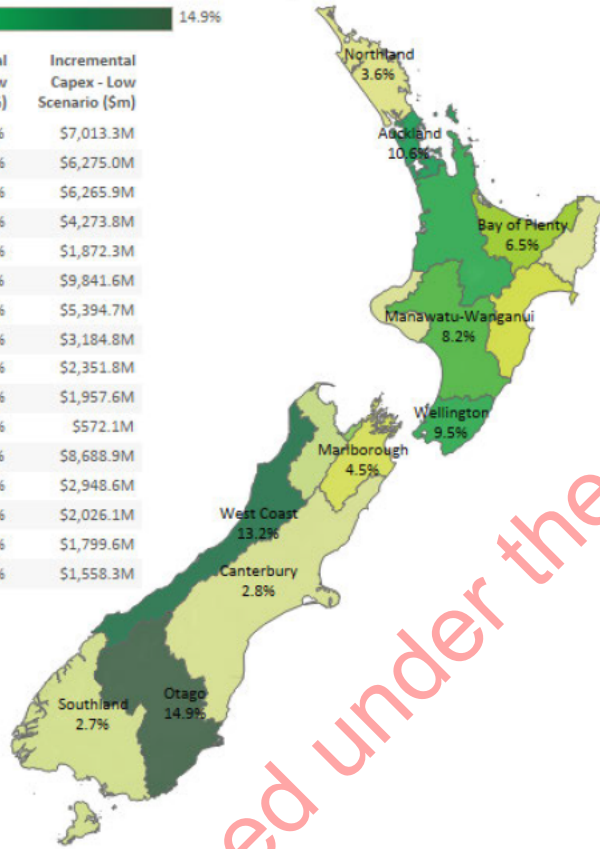 14.9%
Incremental
Capex - Low
Scenario ($m)
$7,013.3M
$6,275.0M
$6,265.9M
$4,273.8M
$1,872.3M
$9,841.6M
$5,394.7M
$3,184.8M
$2,351.8M
$1,957.6M
$572.1M
$8,688.9M
$2,948.6M
$2,026.1M
$1,799.6M
$1,558.3M
Northland
3.6%
Auckland
10.6%
Bay of Plenty
6.5%
Manawatu-Wanganui
8.2%
Wellington
9.5%
Marlborough
4.5%
West Coast
13.2%
Canterbury
2.8%
Otago
14.9%
Southland
2.7%
ed under the